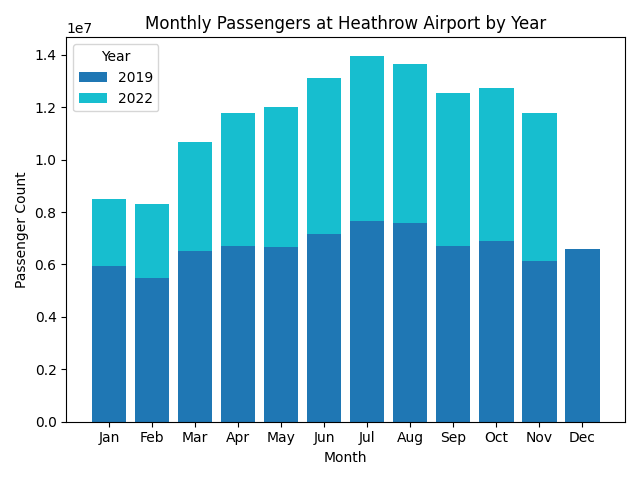 Monthly Passengers at Heathrow Airport by Year
1e7
Year
2019
2022
1.4
1.2
1.0
0.8
0.6
0.4
0.2
0.0
Passenger Count
Jan Feb Mar Apr May Jun Jul Aug Sep Oct Nov Dec
Month